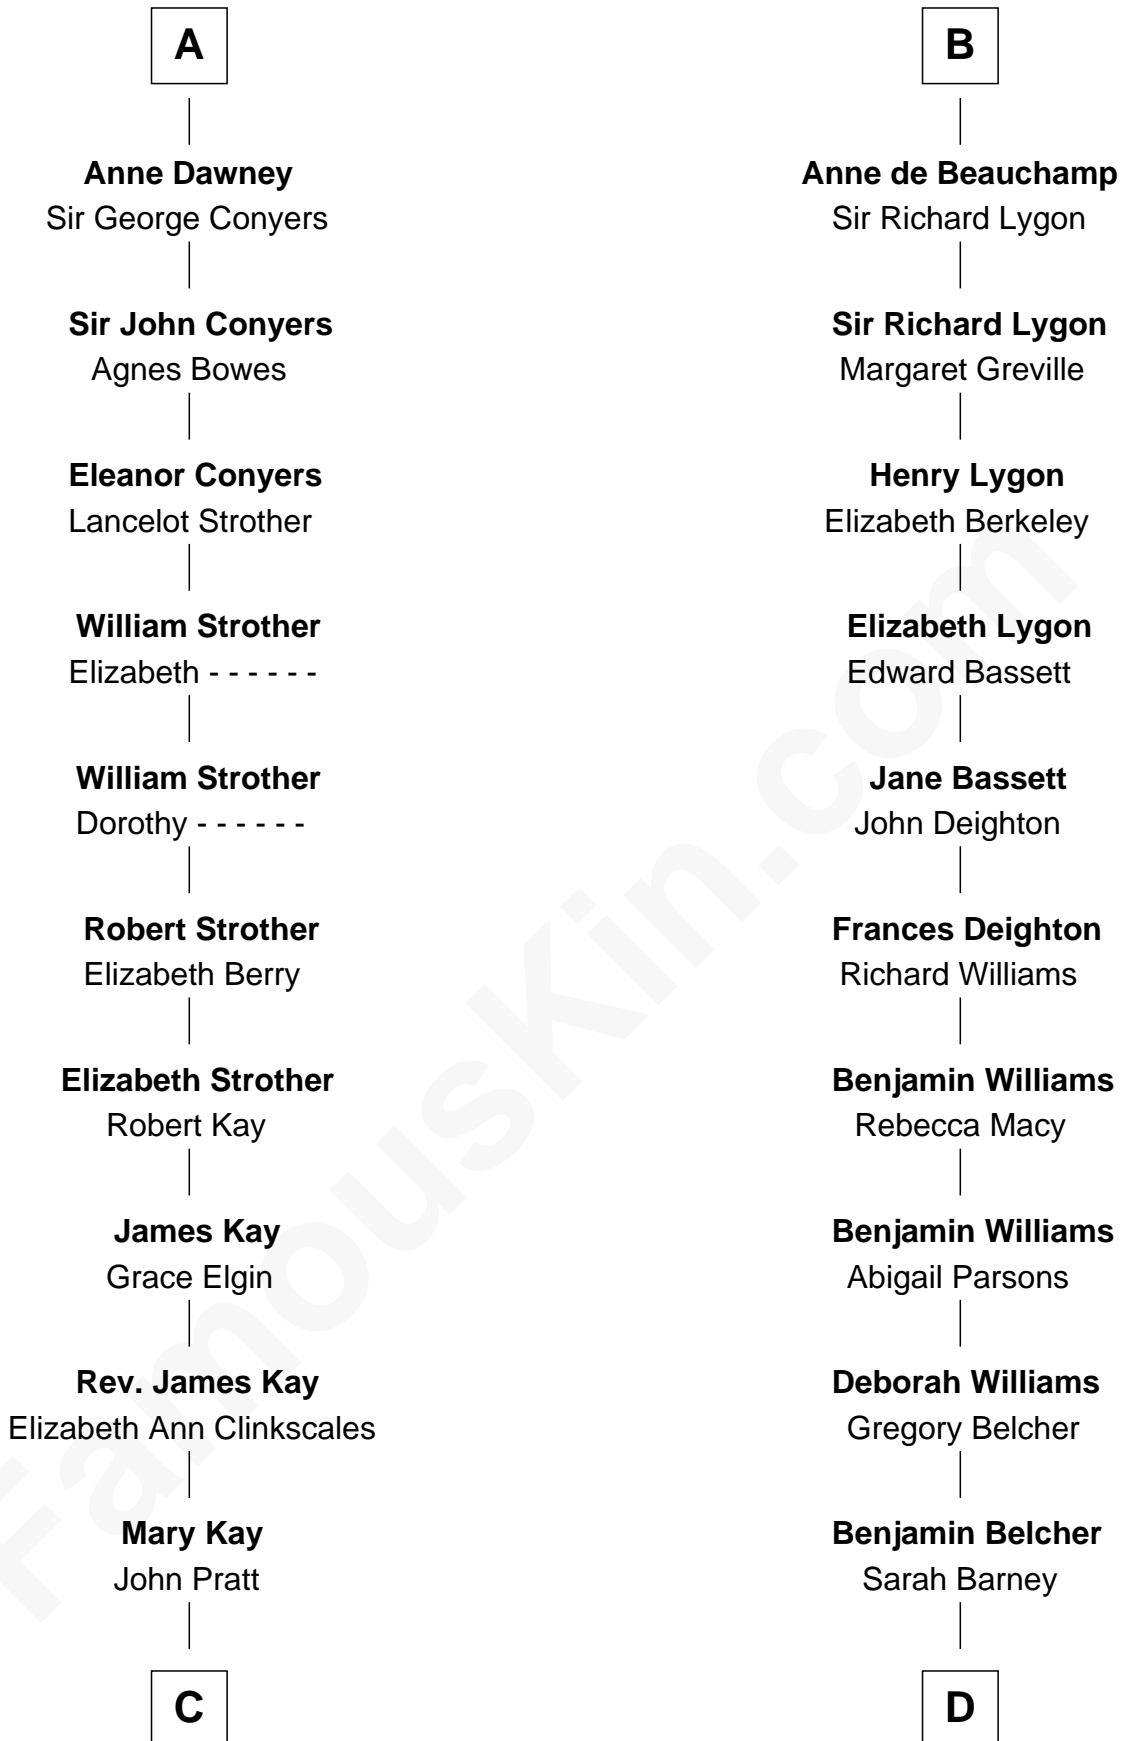 A
Anne Dawney
Sir George Conyers
Sir John Conyers
Agnes Bowes
Eleanor Conyers
Lancelot Strother
William Strother
Elizabeth - - - - - -
William Strother
Dorothy - - - - - -
Robert Strother
Elizabeth Berry
Elizabeth Strother
Robert Kay
James Kay
Grace Elgin
Rev. James Kay
Elizabeth Ann Clinkscales
Mary Kay
John Pratt
C
B
Anne de Beauchamp
Sir Richard Lygon
Sir Richard Lygon
Margaret Greville
Henry Lygon
Elizabeth Berkeley
Elizabeth Lygon
Edward Bassett
Jane Bassett
John Deighton
Frances Deighton
Richard Williams
Benjamin Williams
Rebecca Macy
Benjamin Williams
Abigail Parsons
Deborah Williams
Gregory Belcher
Benjamin Belcher
Sarah Barney
D
FamousKin.com